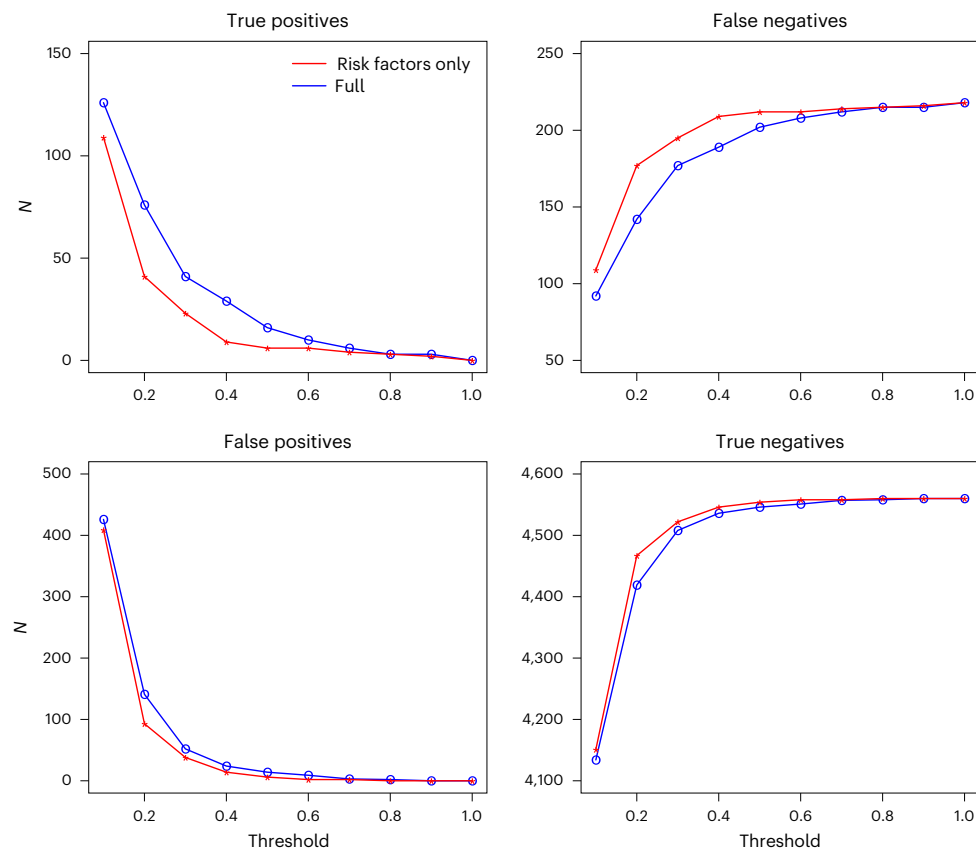 True positives
False negatives
150
100
50
0
N
Risk factors only
Full
0.2 0.4 0.6 0.8 1.0
250
200
150
100
50
0.2 0.4 0.6 0.8 1.0
False positives
True negatives
500
400
300
200
100
0
N
0.2 0.4 0.6 0.8 1.0
Threshold
4,600
4,500
4,400
4,300
4,200
4,100
0.2 0.4 0.6 0.8 1.0
Threshold